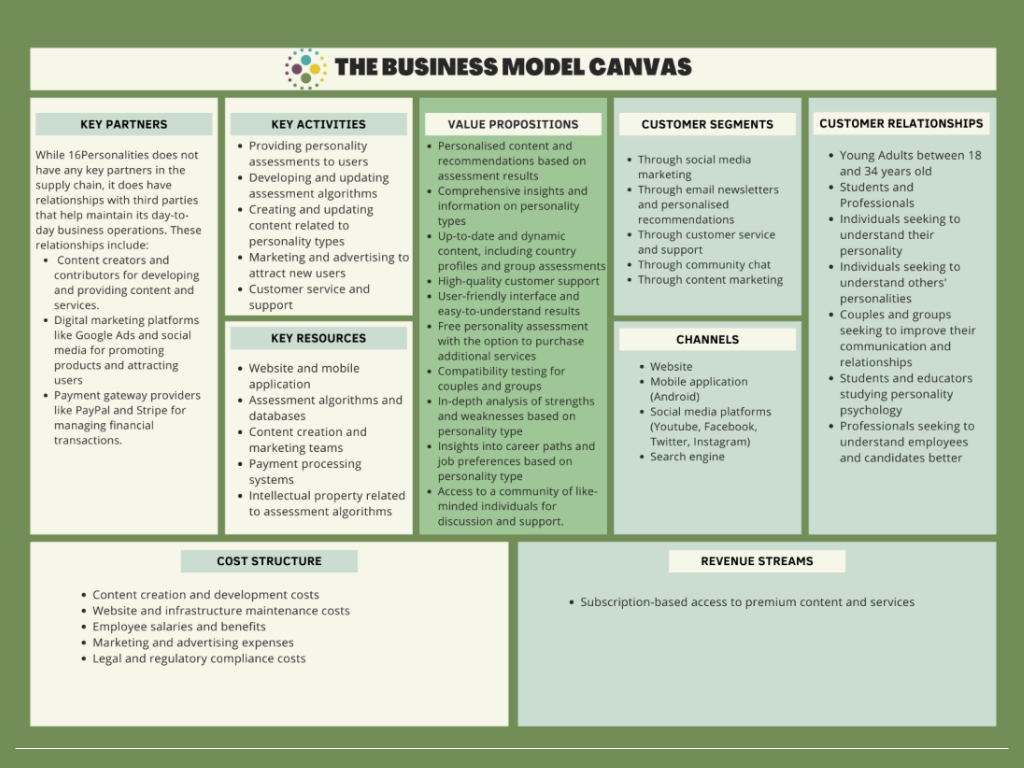 THE BUSINESS MODEL CANVAS
KEY PARTNERS
While 16Personalities does not
have any key partners in the
supply chain, it does have
relationships with third parties
that help maintain its day-to-
day business operations. These
relationships include:
• Content creators and
contributors for developing
and providing content and
services.
• Digital marketing platforms
like Google Ads and social
media for promoting
products and attracting
users
• Payment gateway providers
like PayPal and Stripe for
managing financial
transactions.
KEY ACTIVITIES
• Providing personality
assessments to users
• Developing and updating
assessment algorithms
• Creating and updating
content related to
personality types
• Marketing and advertising to
attract new users
• Customer service and
support
KEY RESOURCES
• Website and mobile
application
• Assessment algorithms and
databases
• Content creation and
marketing teams
• Payment processing
systems
• Intellectual property related
to assessment algorithms
VALUE PROPOSITIONS
• Personalised content and
recommendations based on
assessment results
• Comprehensive insights and
information on personality
types
• Up-to-date and dynamic
content, including country
profiles and group assessments
• High-quality customer support
• User-friendly interface and
easy-to-understand results
• Free personality assessment
with the option to purchase
additional services
• Compatibility testing for
couples and groups
• In-depth analysis of strengths
and weaknesses based on
personality type
• Insights into career paths and
job preferences based on
personality type
• Access to a community of like-
minded individuals for
discussion and support.
CUSTOMER SEGMENTS
• Through social media
marketing
• Through email newsletters
and personalised
recommendations
• Through customer service
and support
• Through community chat
• Through content marketing
CHANNELS
• Website
• Mobile application
(Android)
• Social media platforms
(Youtube, Facebook,
Twitter, Instagram)
• Search engine
CUSTOMER RELATIONSHIPS
• Young Adults between 18
and 34 years old
• Students and
Professionals
• Individuals seeking to
understand their
personality
• Individuals seeking to
understand others'
personalities
• Couples and groups
seeking to improve their
communication and
relationships
• Students and educators
studying personality
psychology
• Professionals seeking to
understand employees
and candidates better
COST STRUCTURE
• Content creation and development costs
• Website and infrastructure maintenance costs
• Employee salaries and benefits
• Marketing and advertising expenses
• Legal and regulatory compliance costs
REVENUE STREAMS
• Subscription-based access to premium content and services